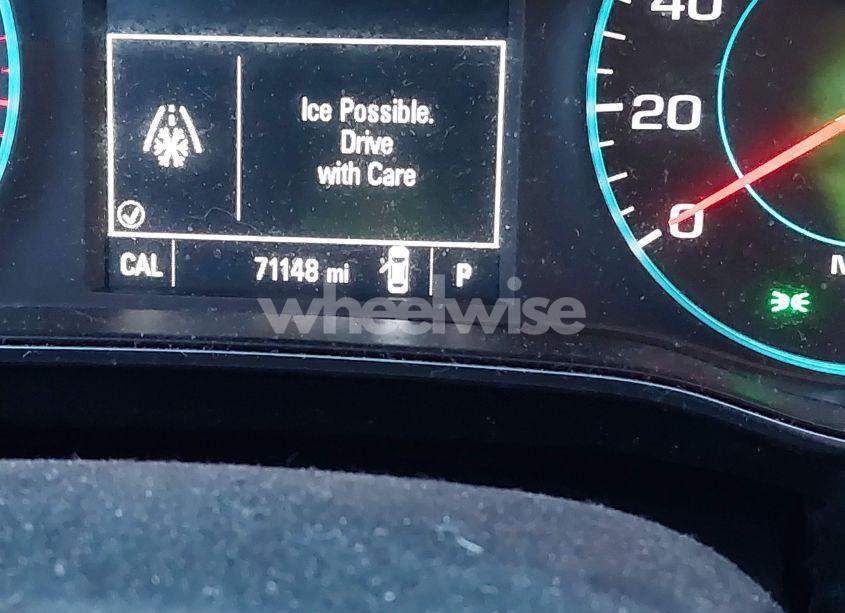 40
20
0
Ice Possible.
Drive
with Care
CAL
71148 mi
P
M
wheelwise